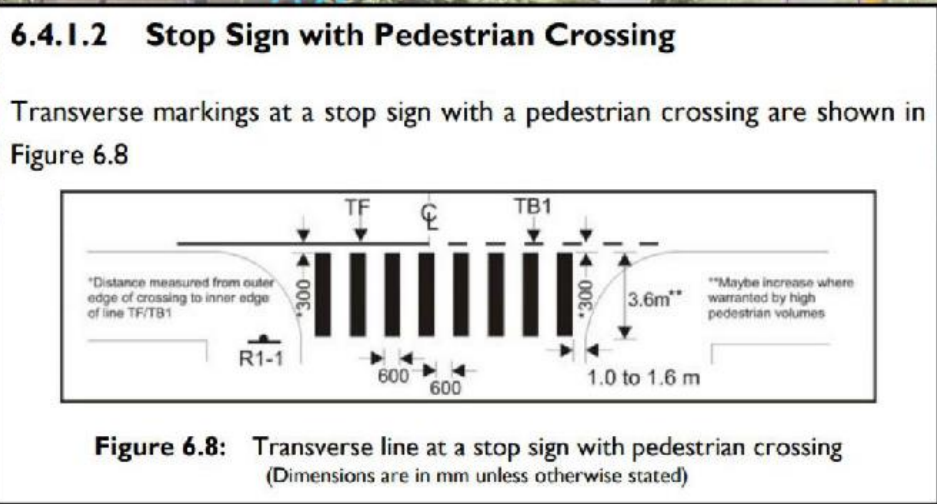 6.4.1.2 Stop Sign with Pedestrian Crossing
Transverse markings at a stop sign with a pedestrian crossing are shown in
Figure 6.8
TF
℄
TB1
*Distance measured from outer
edge of crossing to inner edge
of line TF/TB1
*300
*300
3.6m**
**Maybe increase where
warranted by high
pedestrian volumes
R1-1
600
600
1.0 to 1.6 m
Figure 6.8: Transverse line at a stop sign with pedestrian crossing
(Dimensions are in mm unless otherwise stated)